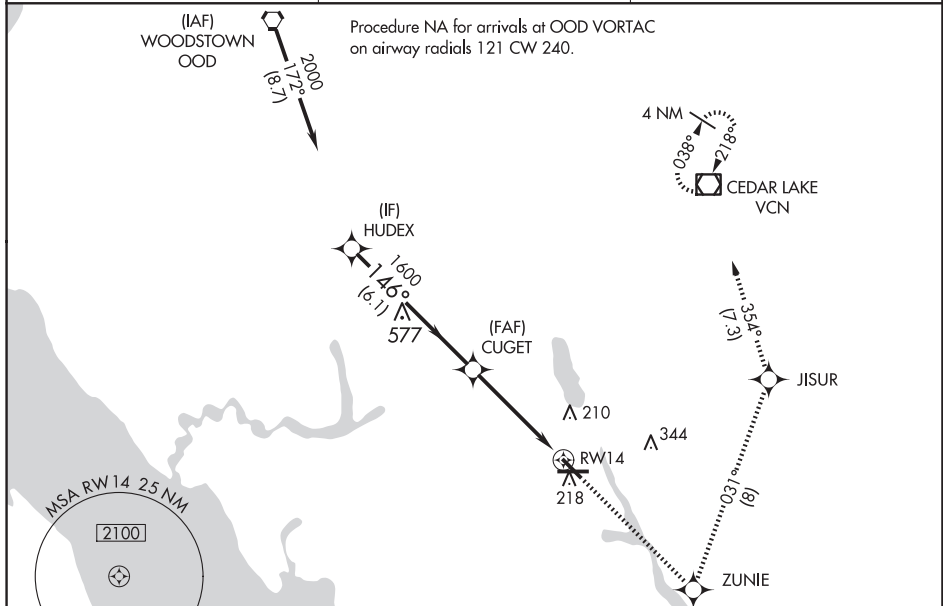 (IAF)
WOODSTOWN
OOD
Procedure NA for arrivals at OOD VORTAC
on airway radials 121 CW 240.
2000
172°
(8.7)
4 NM
038°
218°
CEDAR LAKE
VCN
(IF)
HUDEX
1600
146°
(6.1)
577
(FAF)
CUGET
354°
(7.3)
JISUR
210
344
RW14
218
031°
(8)
MSA RW14 25 NM
2100
ZUNIE